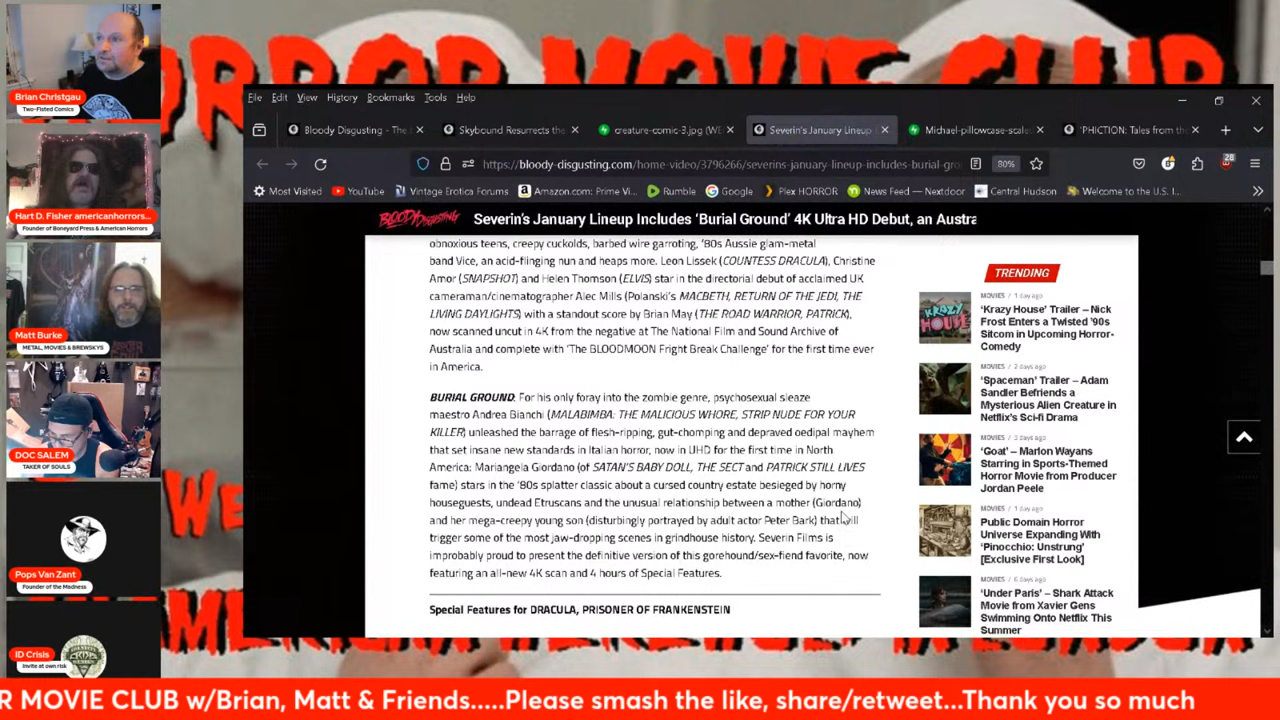 HORROR MOVIE CLUB
Brian Christgau
Two-Fisted Comics
Hart D. Fisher americanhorrors...
Founder of Boneyard Press & American Horrors
Matt Burke
METAL, MOVIES & BREWSKYS
DOC SALEM
TAKER OF SOULS
Pops Van Zant
Founder of the Madness
ID Crisis
Invite at own risk
File Edit View History Bookmarks Tools Help
Bloody Disgusting - The
Skybound Resurrects the
creature-comic-3.jpg (WE
Severin's January Lineup
Michael-pillowcase-scale
'PHICTION: Tales from th
https://bloody-disgusting.com/home-video/3796266/severins-january-lineup-includes-burial-gro
80%
28
Most Visited
YouTube
Vintage Erotica Forums
Amazon.com: Prime Vi...
Rumble
Google
Plex HORROR
News Feed — Nextdoor
Central Hudson
Welcome to the U.S. I...
BLOODY DISGUSTING
Severin's January Lineup Includes 'Burial Ground' 4K Ultra HD Debut, an Austra
obnoxious teens, creepy cuckolds, barbed wire garroting, '80s Aussie glam-metal
band Vice, an acid-flinging nun and heaps more. Leon Lissek (COUNTESS DRACULA), Christine
Amor (SNAPSHOT) and Helen Thomson (ELVIS) star in the directorial debut of acclaimed UK
cameraman/cinematographer Alec Mills (Polanski's MACBETH, RETURN OF THE JEDI, THE
LIVING DAYLIGHTS) with a standout score by Brian May (THE ROAD WARRIOR, PATRICK),
now scanned uncut in 4K from the negative at The National Film and Sound Archive of
Australia and complete with 'The BLOODMOON Fright Break Challenge' for the first time ever
in America.
BURIAL GROUND: For his only foray into the zombie genre, psychosexual sleaze
maestro Andrea Bianchi (MALABIMBA: THE MALICIOUS WHORE, STRIP NUDE FOR YOUR
KILLER) unleashed the barrage of flesh-ripping, gut-chomping and depraved oedipal mayhem
that set insane new standards in Italian horror, now in UHD for the first time in North
America: Mariangela Giordano (of SATAN'S BABY DOLL, THE SECT and PATRICK STILL LIVES
fame) stars in the '80s splatter classic about a cursed country estate besieged by horny
houseguests, undead Etruscans and the unusual relationship between a mother (Giordano)
and her mega-creepy young son (disturbingly portrayed by adult actor Peter Bark) that will
trigger some of the most jaw-dropping scenes in grindhouse history. Severin Films is
improbably proud to present the definitive version of this gorehound/sex-fiend favorite, now
featuring an all-new 4K scan and 4 hours of Special Features.
Special Features for DRACULA, PRISONER OF FRANKENSTEIN
TRENDING
MOVIES / 1 day ago
'Krazy House' Trailer – Nick
Frost Enters a Twisted '90s
Sitcom in Upcoming Horror-
Comedy
MOVIES / 2 days ago
'Spaceman' Trailer – Adam
Sandler Befriends a
Mysterious Alien Creature in
Netflix's Sci-fi Drama
MOVIES / 3 days ago
'Goat' – Marlon Wayans
Starring in Sports-Themed
Horror Movie from Producer
Jordan Peele
MOVIES / 1 day ago
Public Domain Horror
Universe Expanding With
'Pinocchio: Unstrung'
[Exclusive First Look]
MOVIES / 6 days ago
'Under Paris' – Shark Attack
Movie from Xavier Gens
Swimming Onto Netflix This
Summer
KRAZY HOUSE
R MOVIE CLUB w/Brian, Matt & Friends.....Please smash the like, share/retweet...Thank you so much